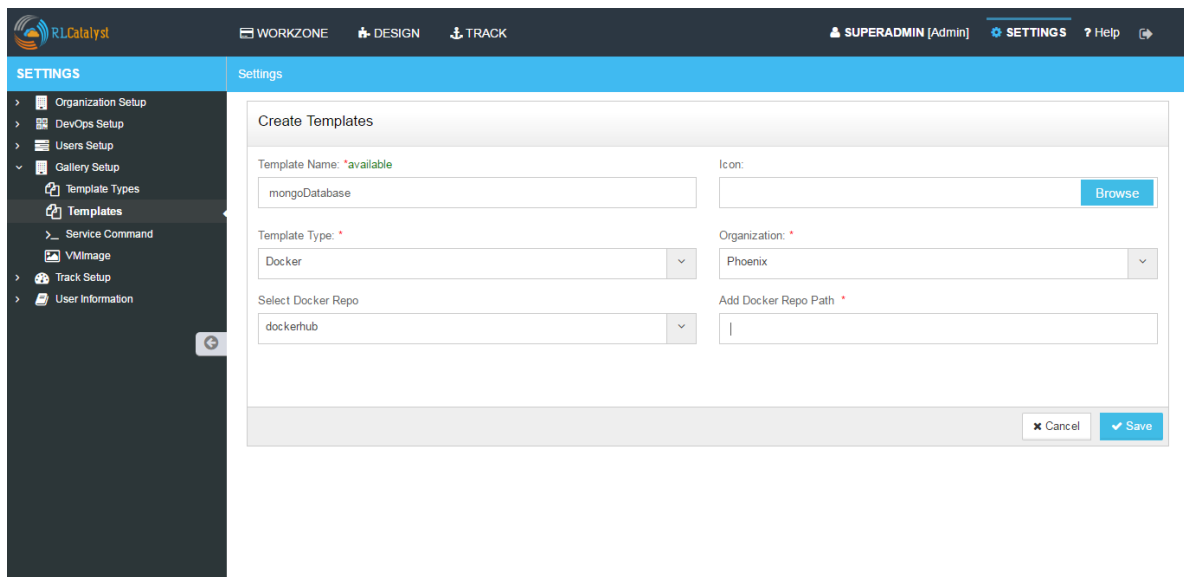 RLCatalyst
WORKZONE DESIGN TRACK SUPERADMIN [Admin] SETTINGS ? Help
SETTINGS
Settings
Organization Setup
DevOps Setup
Users Setup
Gallery Setup
Template Types
Templates
>_ Service Command
VMImage
Track Setup
User Information
Create Templates
Template Name: *available
Icon:
mongoDatabase
Browse
Template Type: *
Organization: *
Docker
Phoenix
Select Docker Repo
Add Docker Repo Path *
dockerhub
Cancel
Save